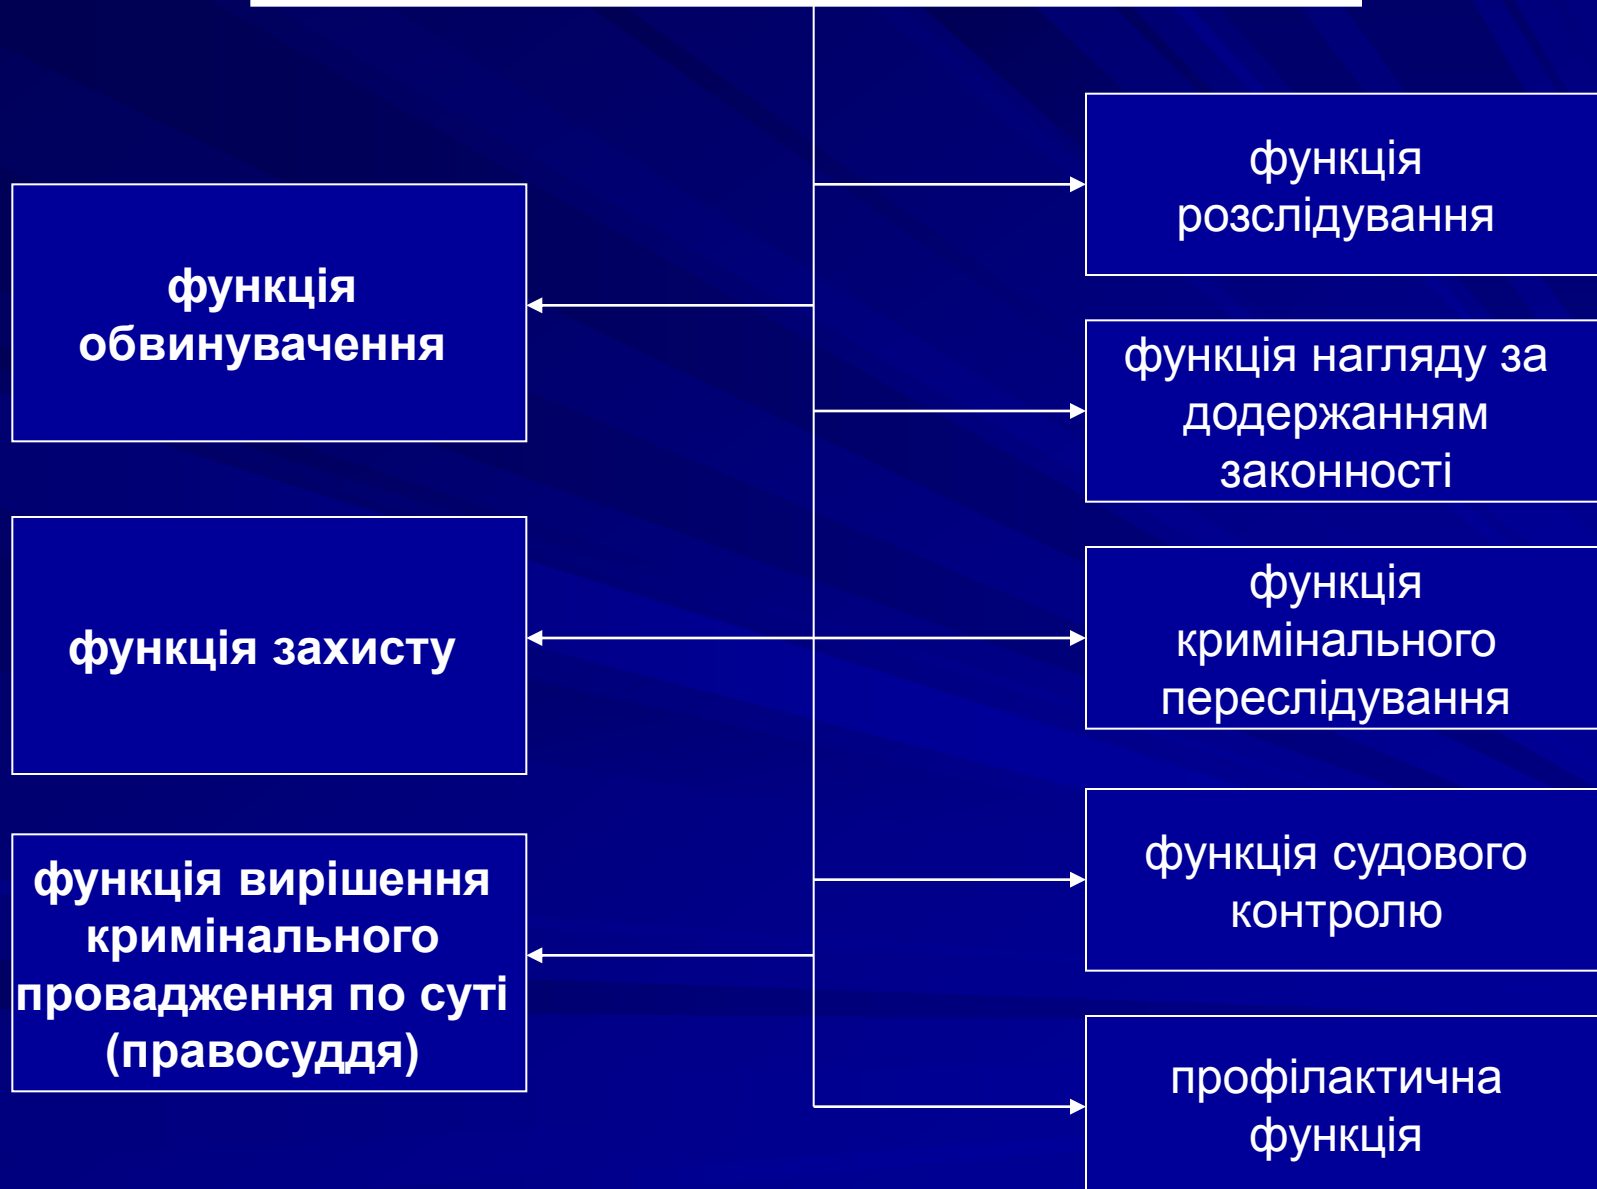 функція
обвинувачення
функція захисту
функція вирішення
кримінального
провадження по суті
(правосуддя)
функція
розслідування
функція нагляду за
додержанням
законності
функція
кримінального
переслідування
функція судового
контролю
профілактична
функція